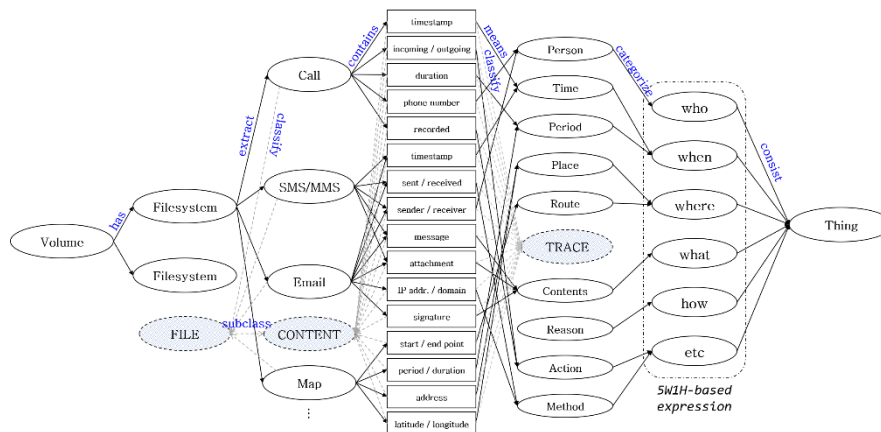 Volume
has
Filesystem
Filesystem
FILE
subclass
extract
classify
Call
SMS/MMS
Email
CONTENT
Map
⋮
contains
timestamp
incoming / outgoing
duration
phone number
recorded
timestamp
sent / received
sender / receiver
message
attachment
IP addr. / domain
signature
start / end point
period / duration
address
latitude / longitude
means
classify
Person
Time
Period
Place
Route
TRACE
Contents
Reason
Action
Method
categorize
who
when
where
what
how
etc
5W1H-based
expression
consist
Thing